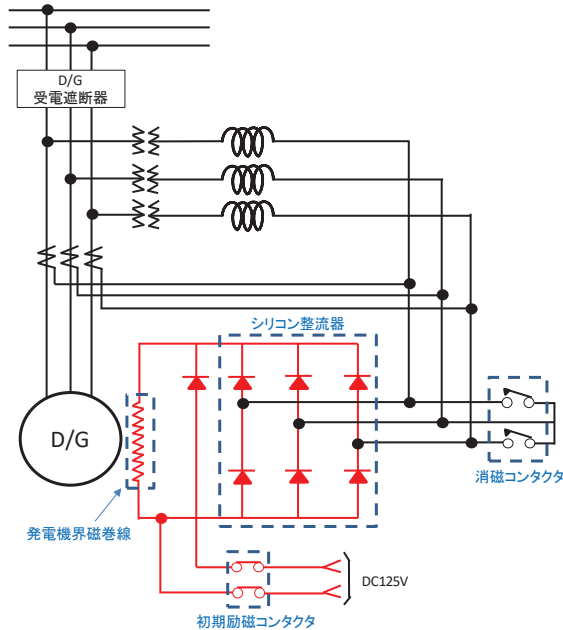 D/G
受電遮断器
シリコン整流器
D/G
消磁コンタクタ
発電機界磁巻線
DC125V
初期励磁コンタクタ